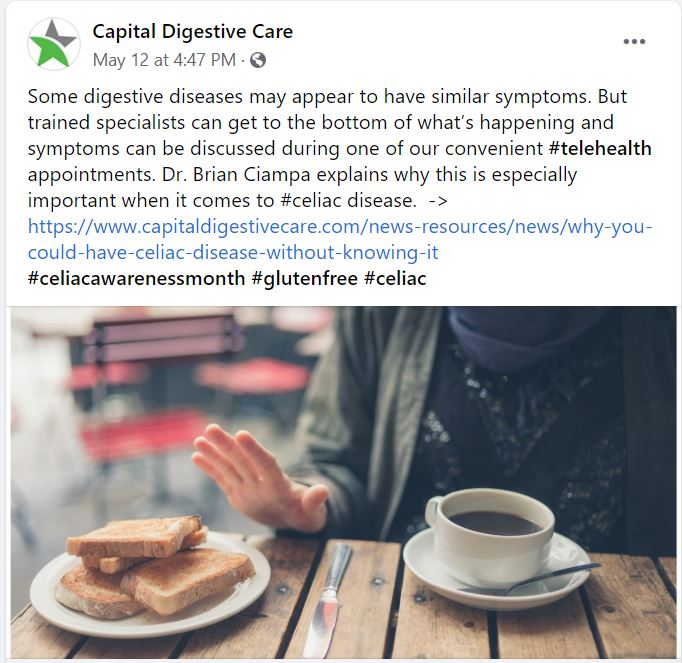 Capital Digestive Care
May 12 at 4:47 PM ·
Some digestive diseases may appear to have similar symptoms. But
trained specialists can get to the bottom of what’s happening and
symptoms can be discussed during one of our convenient #telehealth
appointments. Dr. Brian Ciampa explains why this is especially
important when it comes to #celiac disease.  ->
https://www.capitaldigestivecare.com/news-resources/news/why-you-
could-have-celiac-disease-without-knowing-it
#celiacawarenessmonth #glutenfree #celiac